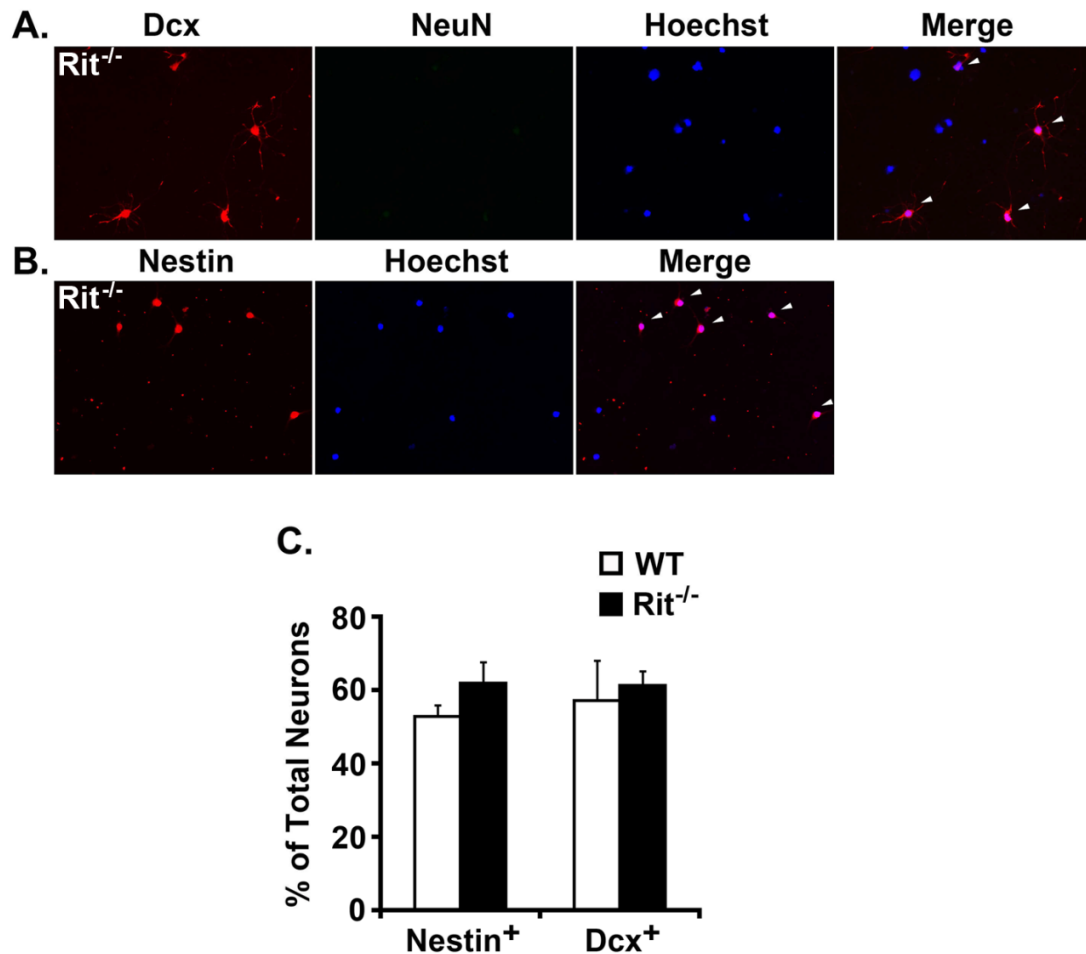 A. Dcx NeuN Hoechst Merge
Rit-/-
B. Nestin Hoechst Merge
Rit-/-
C.
WT
Rit-/-
% of Total Neurons
80
60
40
20
0
Nestin+ Dcx+